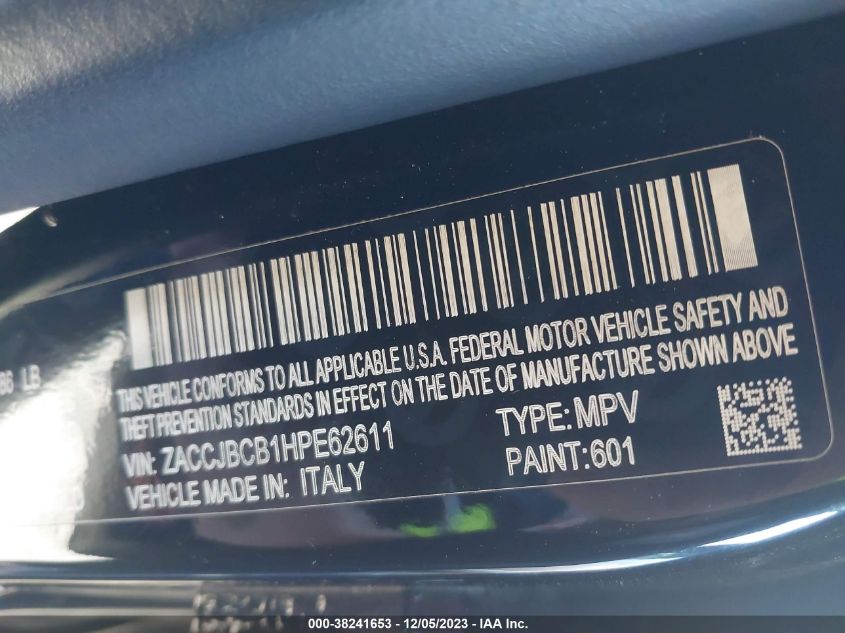 86 LB
THIS VEHICLE CONFORMS TO ALL APPLICABLE U.S.A. FEDERAL MOTOR VEHICLE SAFETY AND
THEFT PREVENTION STANDARDS IN EFFECT ON THE DATE OF MANUFACTURE SHOWN ABOVE
VIN: ZACCJBCB1HPE62611 TYPE: MPV
VEHICLE MADE IN: ITALY PAINT:601
000-38241653 - 12/05/2023 - IAA Inc.